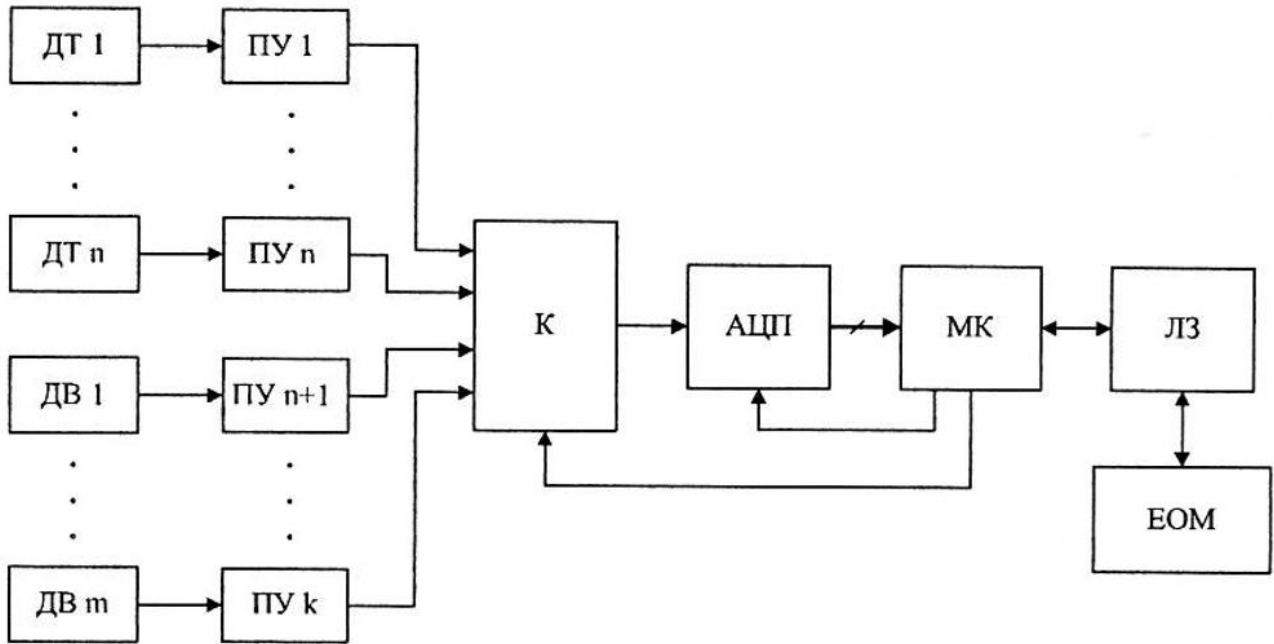 ДТ 1
ПУ 1
ДТ n
ПУ n
К
АЦП
МК
ЛЗ
ДВ 1
ПУ n+1
ЕОМ
ДВ m
ПУ k